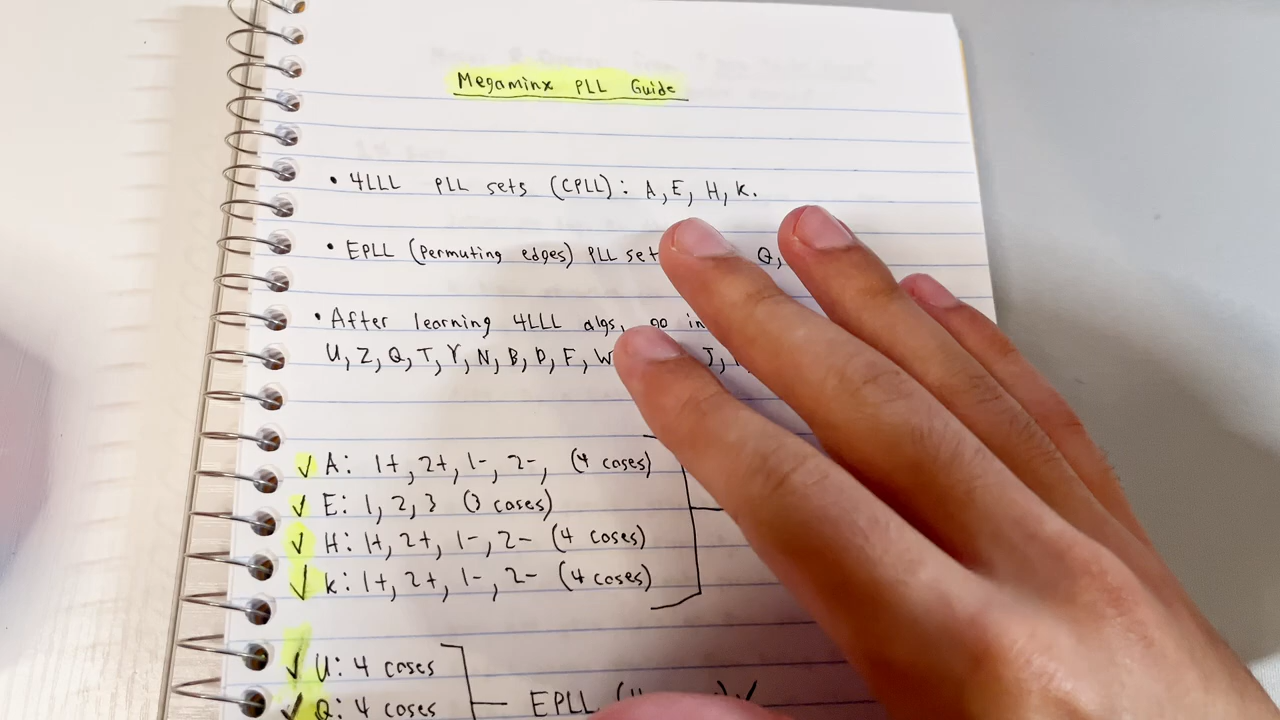 Megaminx PLL Guide
• 4LLL PLL sets (CPLL): A, E, H, K.
• EPLL (permuting edges) PLL set Q,
• After learning 4LLL algs, go in
U, Z, Q, T, Y, N, B, D, F, W J,
✓ A: 1+, 2+, 1-, 2-, (4 cases)
✓ E: 1, 2, 3 (3 cases)
✓ H: 1+, 2+, 1-, 2- (4 cases)
✓ K: 1+, 2+, 1-, 2- (4 cases)
✓ U: 4 cases
✓ Q: 4 cases
EPLL ✓